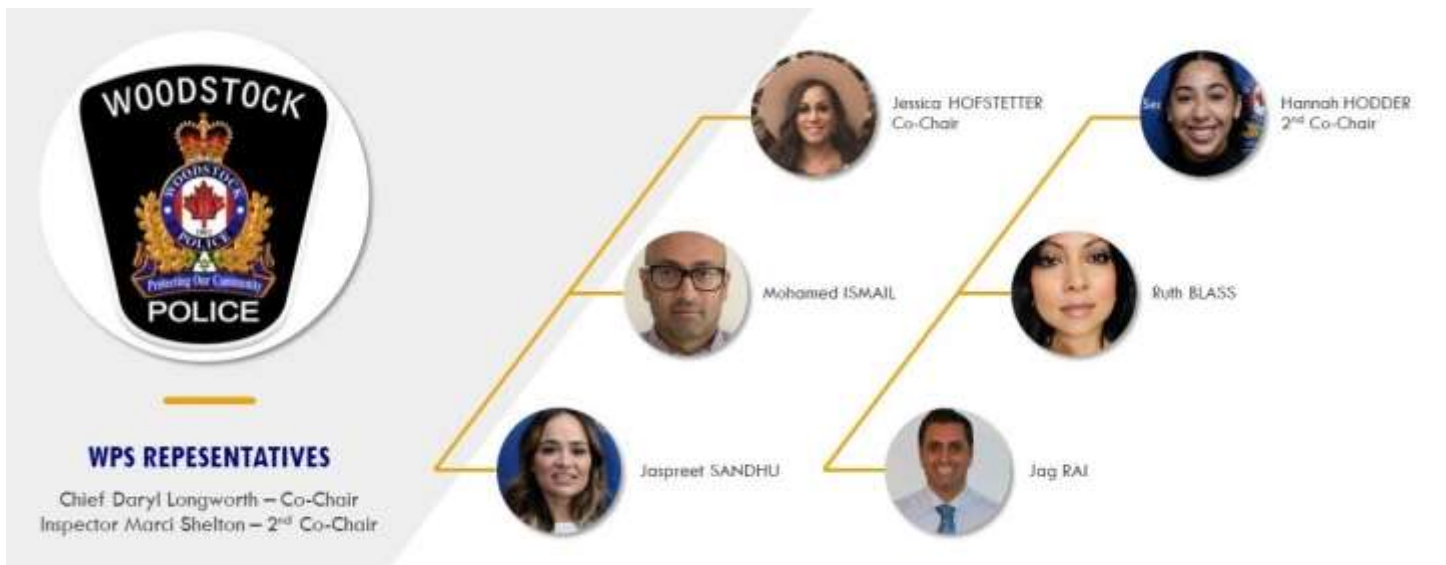 WOODSTOCK
WOODSTOCK
POLICE
Protecting Our Community
POLICE
WPS REPESENTATIVES
Chief Daryl Longworth – Co-Chair
Inspector Marci Shelton – 2nd Co-Chair
Jessica HOFSTETTER
Co-Chair
Hannah HODDER
2nd Co-Chair
Mohamed ISMAIL
Ruth BLASS
Jaspreet SANDHU
Jag RAI